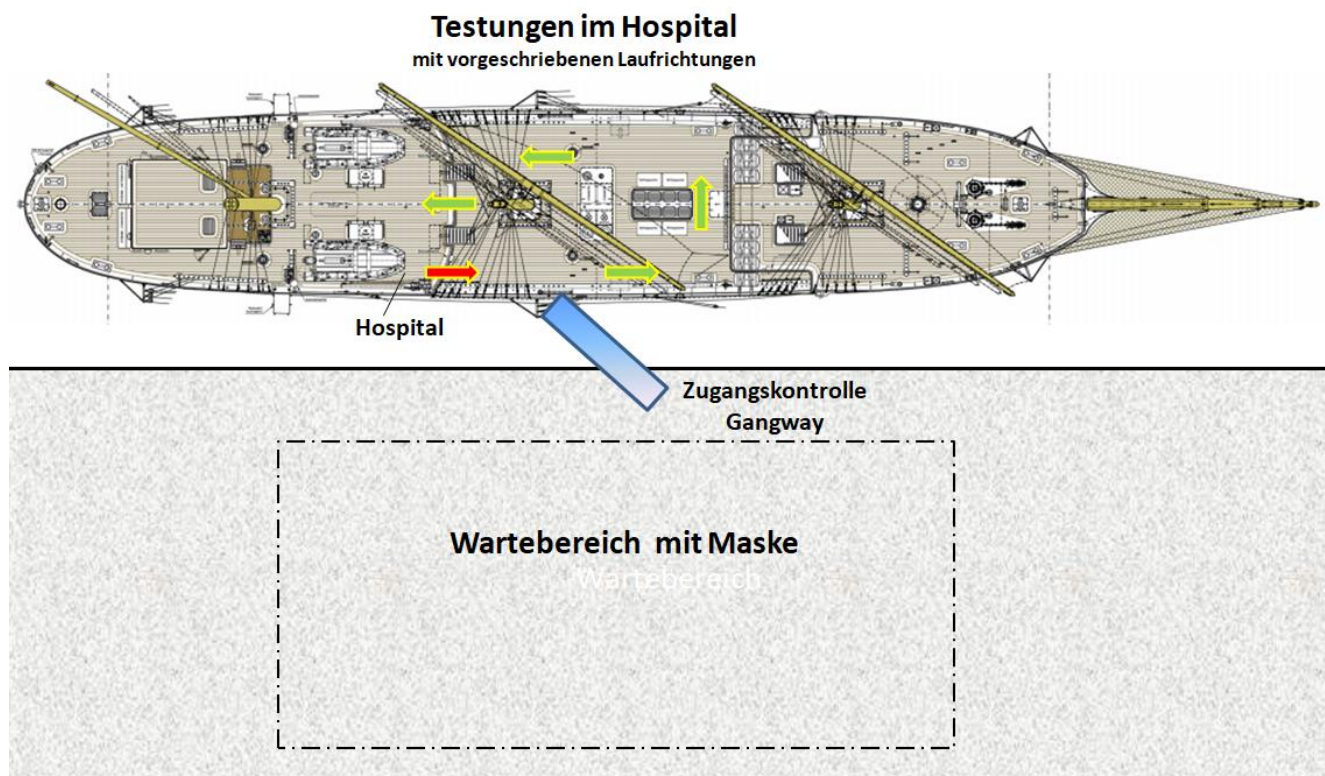 Testungen im Hospital
mit vorgeschriebenen Laufrichtungen
Hospital
Zugangskontrolle
Gangway
Wartebereich mit Maske
Wartebereich